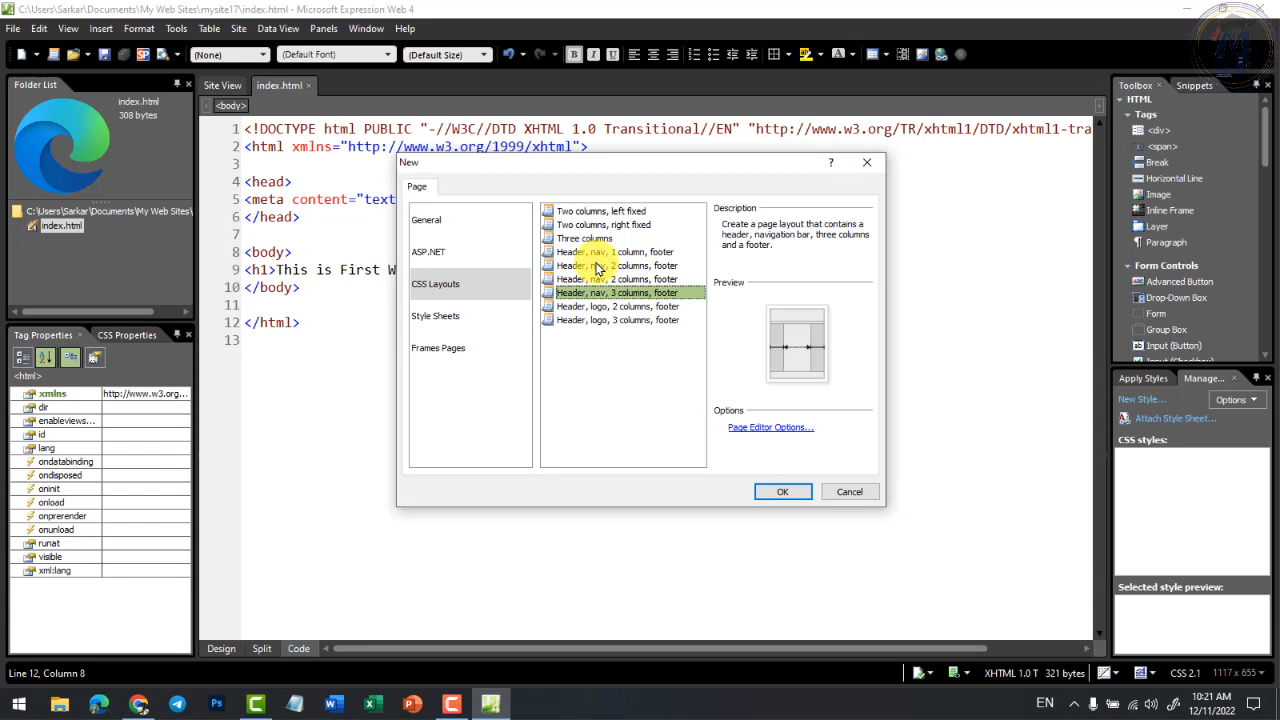 C:\Users\Sarkar\Documents\My Web Sites\mysite17\index.html - Microsoft Expression Web 4
File Edit View Insert Format Tools Table Site Data View Panels Window Help
(None) (Default Font) (Default Size) B I U A
Folder List
index.html
308 bytes
C:\Users\Sarkar\Documents\My Web Sites\
index.html
Tag Properties CSS Properties
<html>
xmlns http://www.w3.org...
dir
enableviews...
id
lang
ondatabinding
ondisposed
oninit
onload
onprerender
onunload
runat
visible
xml:lang
Site View index.html
<body>
1 <!DOCTYPE html PUBLIC "-//W3C//DTD XHTML 1.0 Transitional//EN" "http://www.w3.org/TR/xhtml1/DTD/xhtml1-tra
2 <html xmlns="http://www.w3.org/1999/xhtml">
3
4 <head>
5 <meta content="text
6 </head>
7
8 <body>
9 <h1>This is First W
10 </body>
11
12 </html>
13
New
Page
General
ASP.NET
CSS Layouts
Style Sheets
Frames Pages
Two columns, left fixed
Two columns, right fixed
Three columns
Header, nav, 1 column, footer
Header, nav, 2 columns, footer
Header, nav, 2 columns, footer
Header, nav, 3 columns, footer
Header, logo, 2 columns, footer
Header, logo, 3 columns, footer
Description
Create a page layout that contains a
header, navigation bar, three columns
and a footer.
Preview
Options
Page Editor Options...
OK Cancel
Toolbox Snippets
HTML
Tags
<div>
<span>
Break
Horizontal Line
Image
Inline Frame
Layer
Paragraph
Form Controls
Advanced Button
Drop-Down Box
Form
Group Box
Input (Button)
Input (Checkbox)
Apply Styles Manage...
New Style... Options
Attach Style Sheet...
CSS styles:
Selected style preview:
Design Split Code
Line 12, Column 8 XHTML 1.0 T 321 bytes CSS 2.1 1117 x 655
EN 10:21 AM
12/11/2022